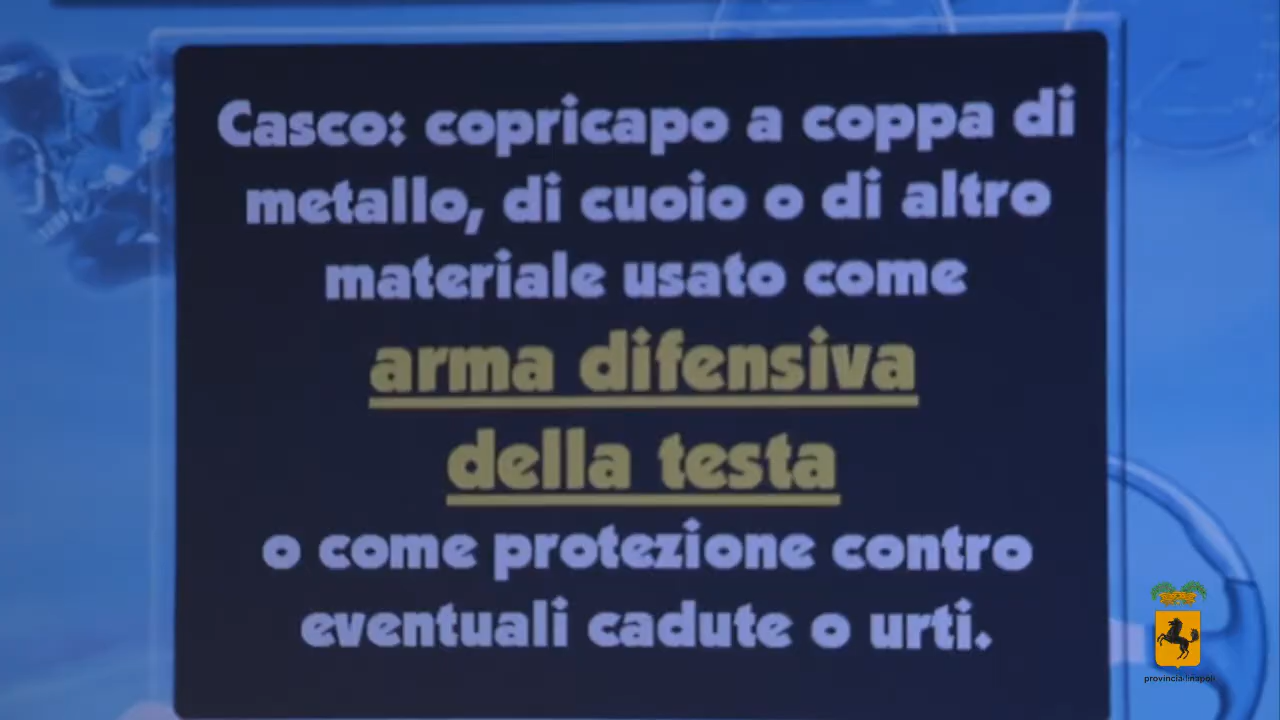 Casco: copricapo a coppa di
metallo, di cuoio o di altro
materiale usato come
arma difensiva
della testa
o come protezione contro
eventuali cadute o urti.
provincia di napoli